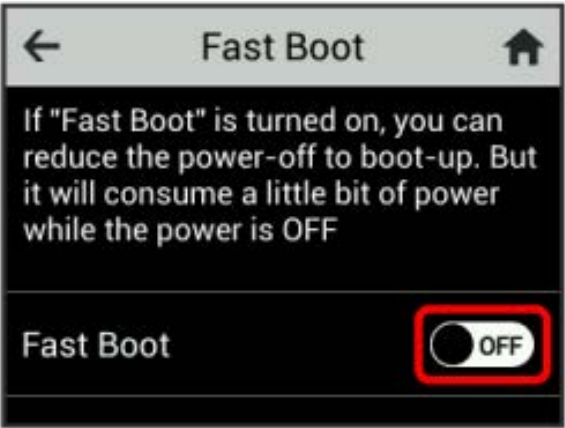 Fast Boot
If "Fast Boot" is turned on, you can
reduce the power-off to boot-up. But
it will consume a little bit of power
while the power is OFF
Fast Boot
OFF